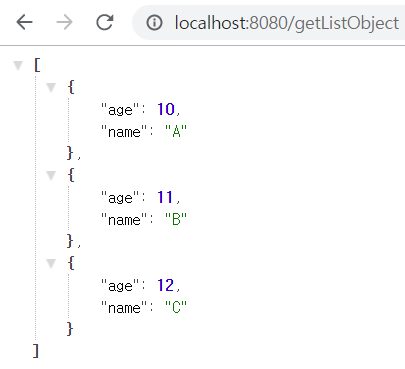 localhost:8080/getListObject
[
{
"age": 10,
"name": "A"
},
{
"age": 11,
"name": "B"
},
{
"age": 12,
"name": "C"
}
]